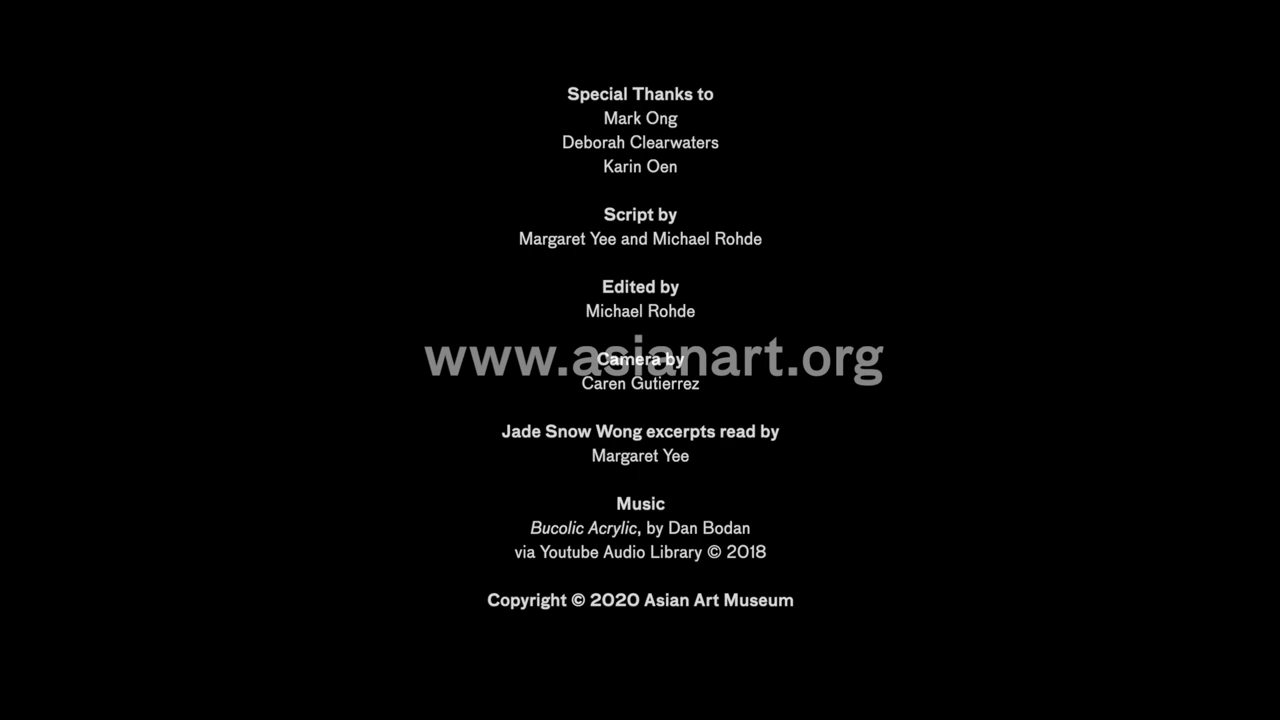 Special Thanks to
Mark Ong
Deborah Clearwaters
Karin Oen
Script by
Margaret Yee and Michael Rohde
Edited by
Michael Rohde
www.asianart.org
Camera by
Caren Gutierrez
Jade Snow Wong excerpts read by
Margaret Yee
Music
Bucolic Acrylic, by Dan Bodan
via Youtube Audio Library © 2018
Copyright © 2020 Asian Art Museum